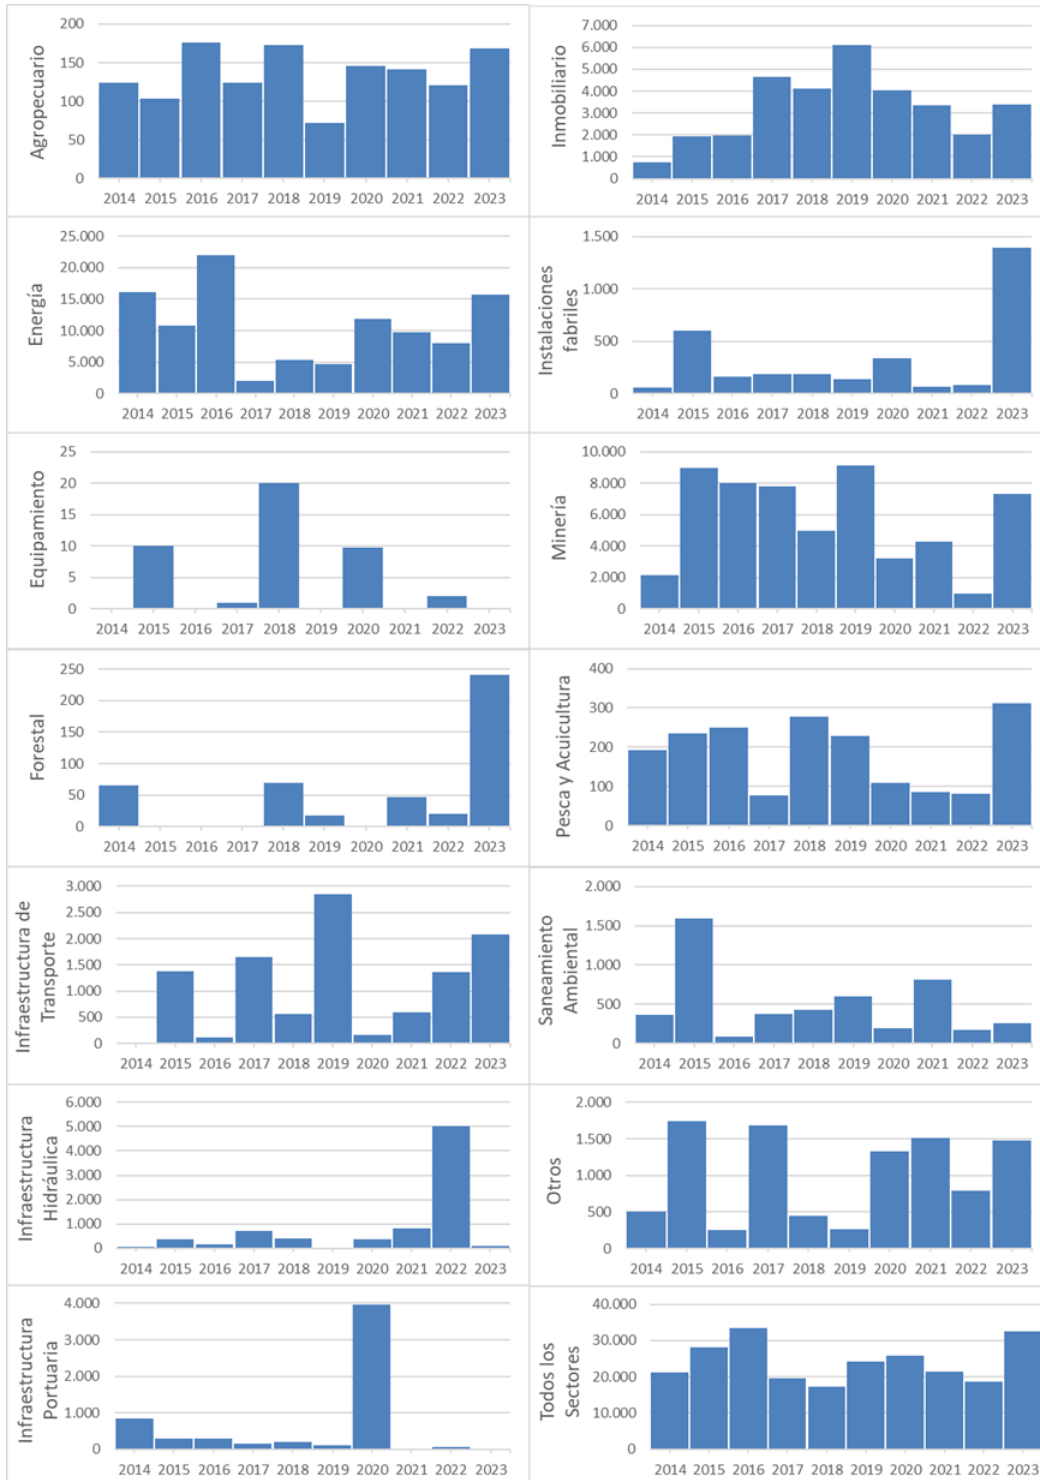 Agropecuario
200
150
100
50
0
2014 2015 2016 2017 2018 2019 2020 2021 2022 2023
Inmobiliario
7.000
6.000
5.000
4.000
3.000
2.000
1.000
0
2014 2015 2016 2017 2018 2019 2020 2021 2022 2023
Energía
25.000
20.000
15.000
10.000
5.000
0
2014 2015 2016 2017 2018 2019 2020 2021 2022 2023
Instalaciones
fabriles
1.500
1.000
500
0
2014 2015 2016 2017 2018 2019 2020 2021 2022 2023
Equipamiento
25
20
15
10
5
0
2014 2015 2016 2017 2018 2019 2020 2021 2022 2023
Minería
10.000
8.000
6.000
4.000
2.000
0
2014 2015 2016 2017 2018 2019 2020 2021 2022 2023
Forestal
250
200
150
100
50
0
2014 2015 2016 2017 2018 2019 2020 2021 2022 2023
Pesca y Acuicultura
400
300
200
100
0
2014 2015 2016 2017 2018 2019 2020 2021 2022 2023
Infraestructura de
Transporte
3.000
2.500
2.000
1.500
1.000
500
0
2014 2015 2016 2017 2018 2019 2020 2021 2022 2023
Saneamiento
Ambiental
2.000
1.500
1.000
500
0
2014 2015 2016 2017 2018 2019 2020 2021 2022 2023
Infraestructura
Hidráulica
6.000
5.000
4.000
3.000
2.000
1.000
0
2014 2015 2016 2017 2018 2019 2020 2021 2022 2023
Otros
2.000
1.500
1.000
500
0
2014 2015 2016 2017 2018 2019 2020 2021 2022 2023
Infraestructura
Portuaria
4.000
3.000
2.000
1.000
0
2014 2015 2016 2017 2018 2019 2020 2021 2022 2023
Todos los
Sectores
40.000
30.000
20.000
10.000
0
2014 2015 2016 2017 2018 2019 2020 2021 2022 2023